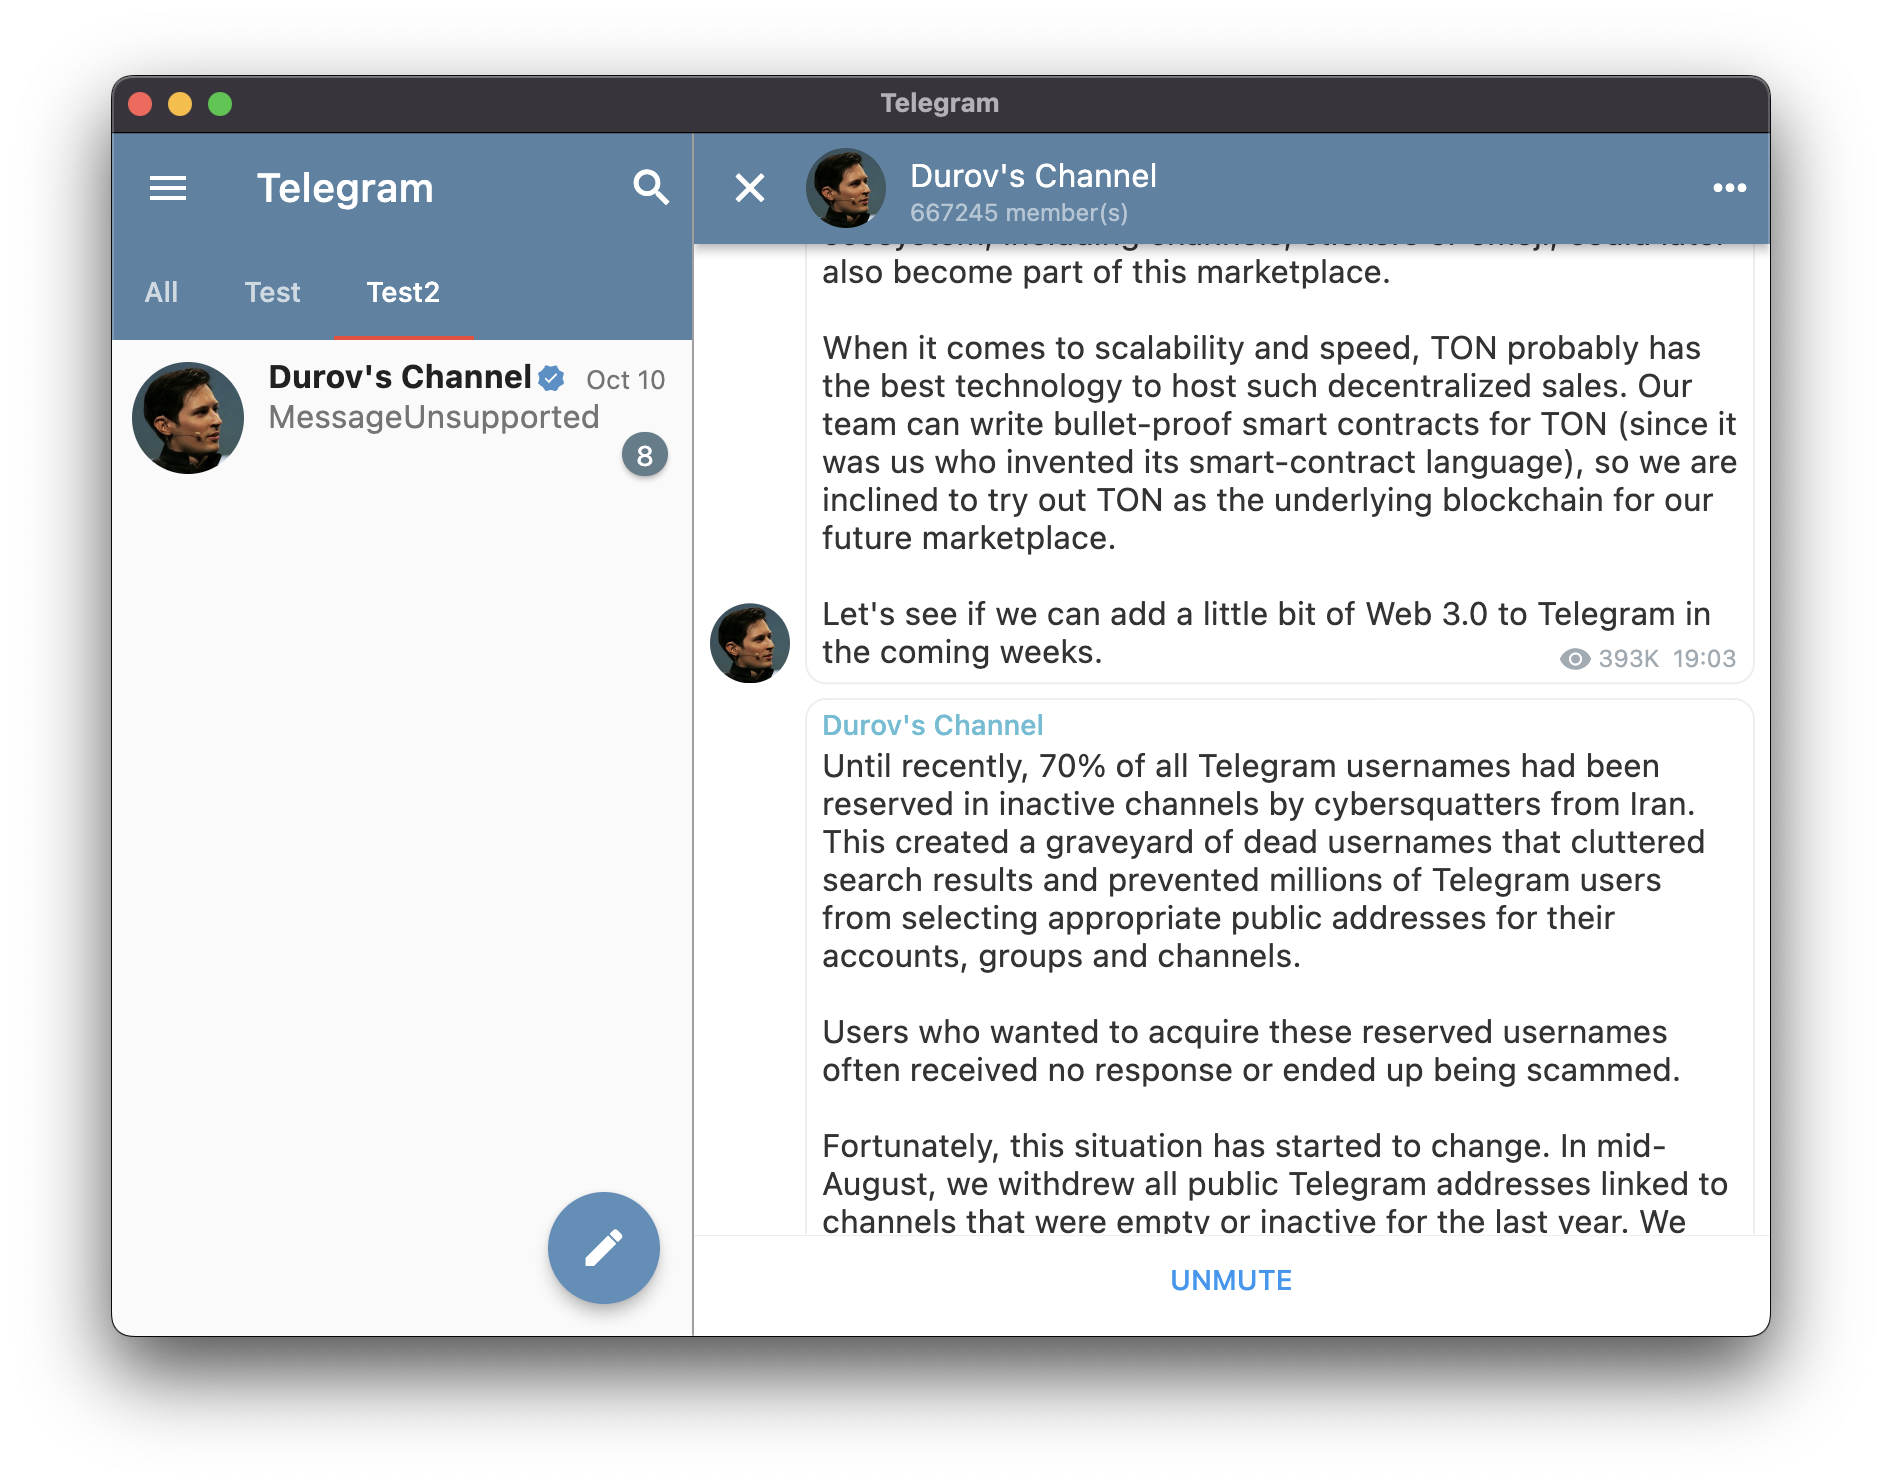 Telegram
Telegram
All
Test
Test2
Durov's Channel
Oct 10
MessageUnsupported
8
Durov's Channel
667245 member(s)
ecosystem, including channels, stickers or emoji, could later
also become part of this marketplace.
When it comes to scalability and speed, TON probably has
the best technology to host such decentralized sales. Our
team can write bullet-proof smart contracts for TON (since it
was us who invented its smart-contract language), so we are
inclined to try out TON as the underlying blockchain for our
future marketplace.
Let's see if we can add a little bit of Web 3.0 to Telegram in
the coming weeks.
393K 19:03
Durov's Channel
Until recently, 70% of all Telegram usernames had been
reserved in inactive channels by cybersquatters from Iran.
This created a graveyard of dead usernames that cluttered
search results and prevented millions of Telegram users
from selecting appropriate public addresses for their
accounts, groups and channels.
Users who wanted to acquire these reserved usernames
often received no response or ended up being scammed.
Fortunately, this situation has started to change. In mid-
August, we withdrew all public Telegram addresses linked to
channels that were empty or inactive for the last year. We
UNMUTE